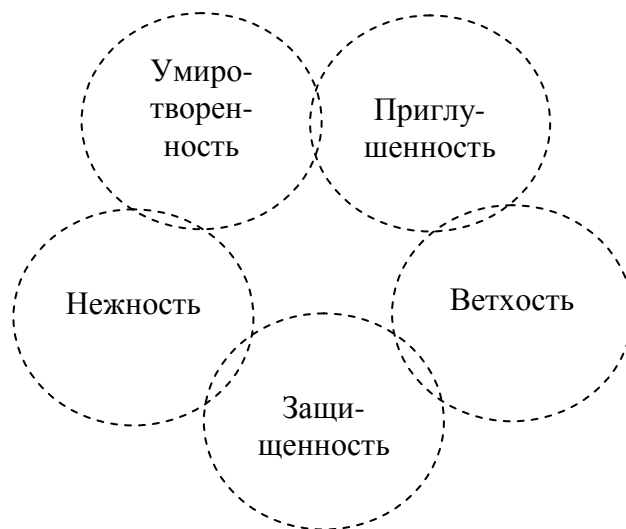 Умиро-
творен-
ность
Приглу-
шенность
Нежность
Ветхость
Защи-
щенность